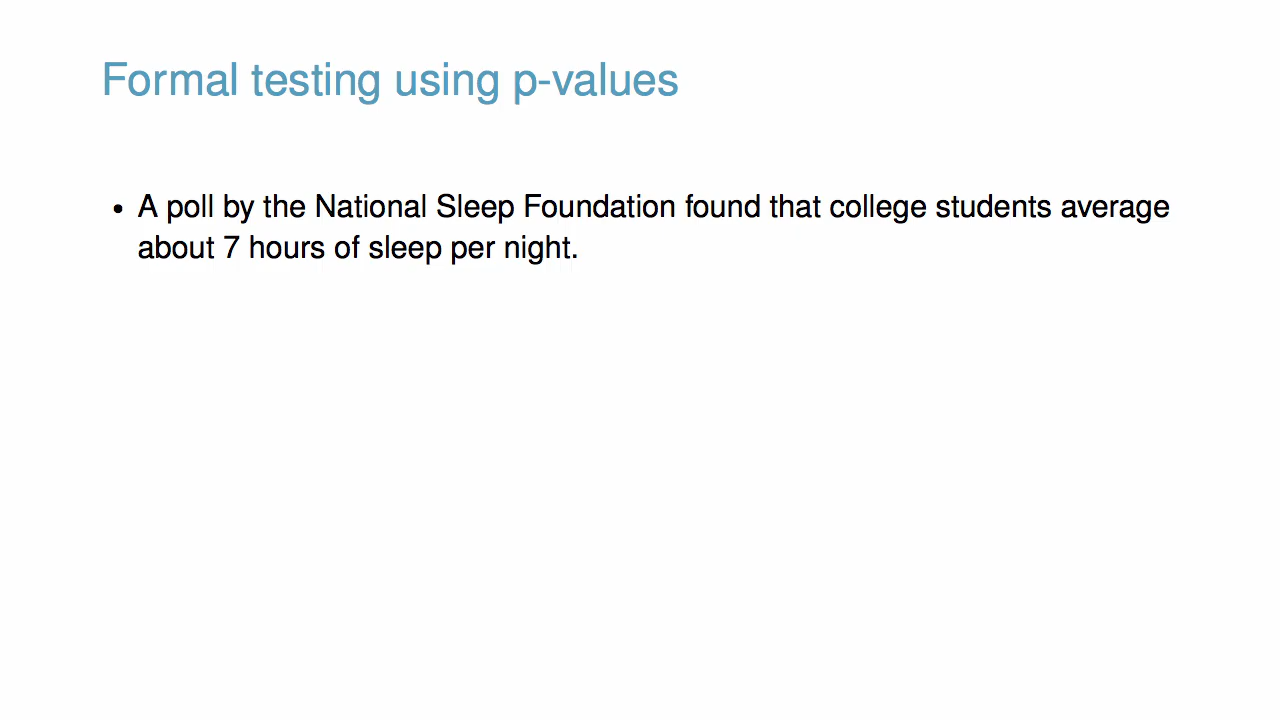 Formal testing using p-values
• A poll by the National Sleep Foundation found that college students average
about 7 hours of sleep per night.